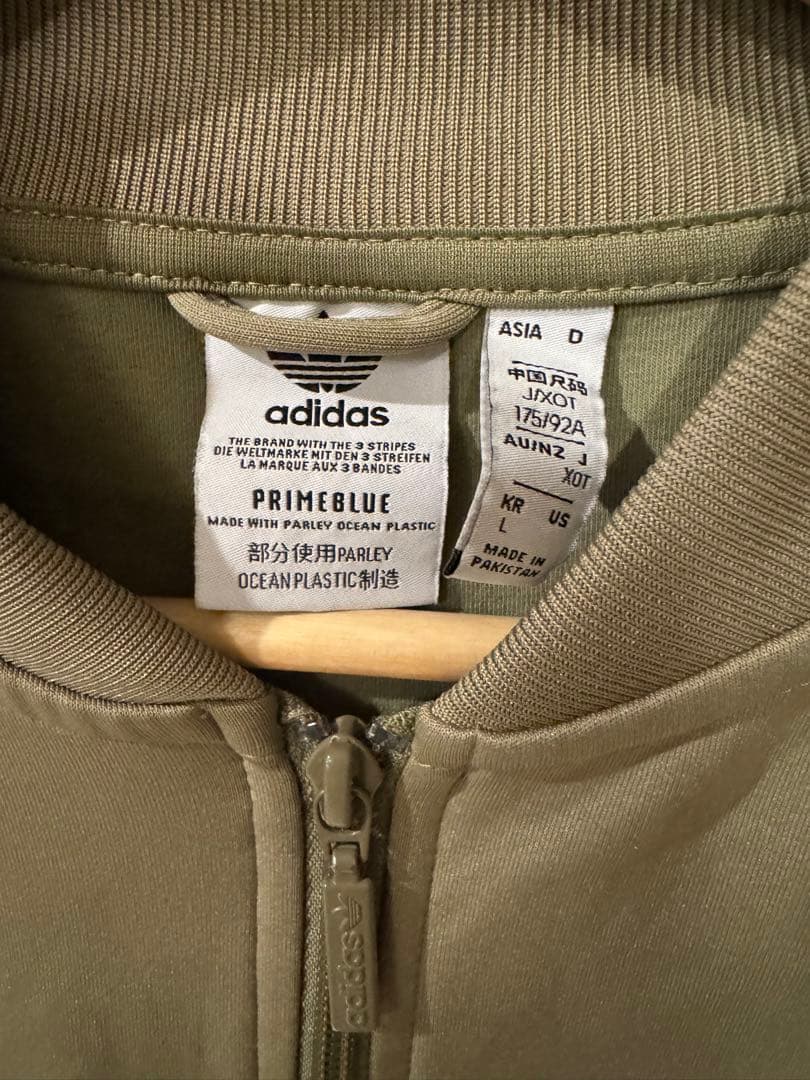 adidas
THE BRAND WITH THE 3 STRIPES
DIE WELTMARKE MIT DEN 3 STREIFEN
LA MARQUE AUX 3 BANDES
PRIMEBLUE
MADE WITH PARLEY OCEAN PLASTIC
部分使用PARLEY
OCEAN PLASTIC制造
ASIA D
中国尺码
J/XOT
175/92A
AU/NZ J
XOT
KR US
L
MADE IN
PAKISTAN
adidas